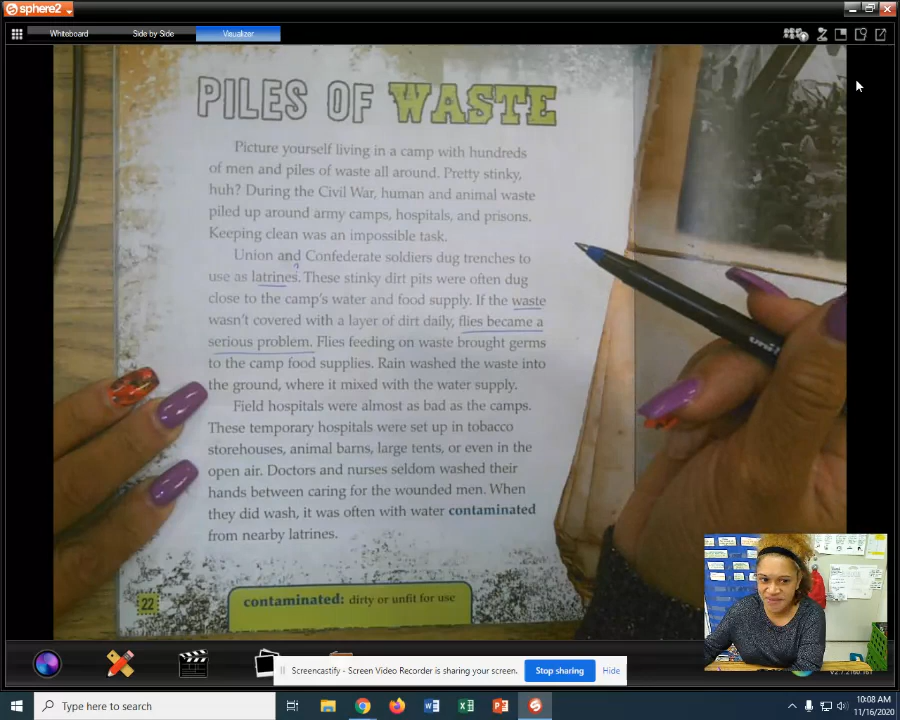 sphere2
Whiteboard Side by Side Visualizer
PILES OF WASTE
Picture yourself living in a camp with hundreds
of men and piles of waste all around. Pretty stinky,
huh? During the Civil War, human and animal waste
piled up around army camps, hospitals, and prisons.
Keeping clean was an impossible task.
Union and Confederate soldiers dug trenches to
use as latrines. These stinky dirt pits were often dug
close to the camp's water and food supply. If the waste
wasn't covered with a layer of dirt daily, flies became a
serious problem. Flies feeding on waste brought germs
to the camp food supplies. Rain washed the waste into
the ground, where it mixed with the water supply.
Field hospitals were almost as bad as the camps.
These temporary hospitals were set up in tobacco
storehouses, animal barns, large tents, or even in the
open air. Doctors and nurses seldom washed their
hands between caring for the wounded men. When
they did wash, it was often with water contaminated
from nearby latrines.
22
contaminated: dirty or unfit for use
Screencastify - Screen Video Recorder is sharing your screen. Stop sharing Hide
Type here to search
10:08 AM
11/16/2020